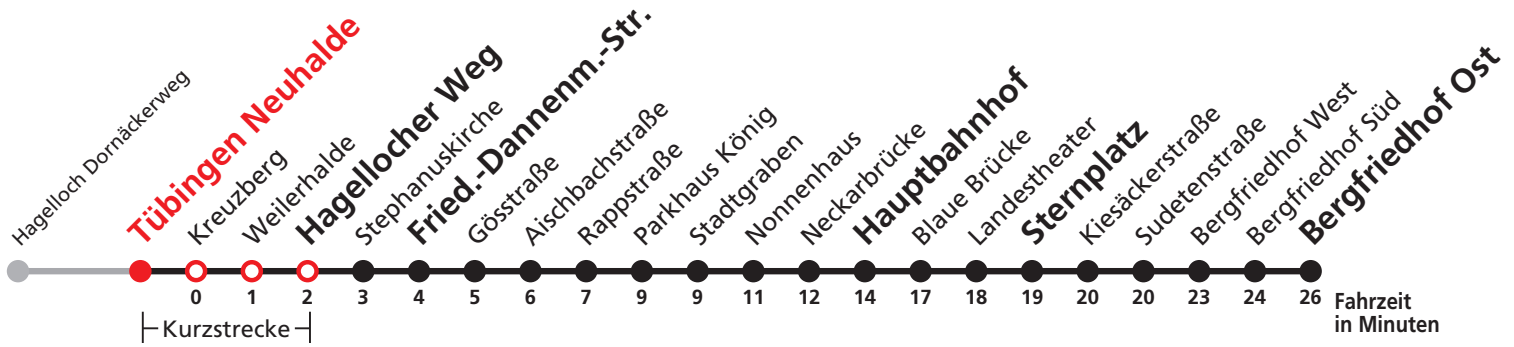 Hagelloch Dornäckerweg
Tübingen Neuhalde
Kreuzberg
Weilerhalde
Hagellocher Weg
Stephanuskirche
Fried.-Dannenm.-Str.
Gösstraße
Aischbachstraße
Rappstraße
Parkhaus König
Stadtgraben
Nonnenhaus
Neckarbrücke
Hauptbahnhof
Blaue Brücke
Landestheater
Sternplatz
Kiesäckerstraße
Sudetenstraße
Bergfriedhof West
Bergfriedhof Süd
Bergfriedhof Ost
0 1 2 3 4 5 6 7 9 9 11 12 14 17 18 19 20 20 23 24 26
Fahrzeit
in Minuten
Kurzstrecke